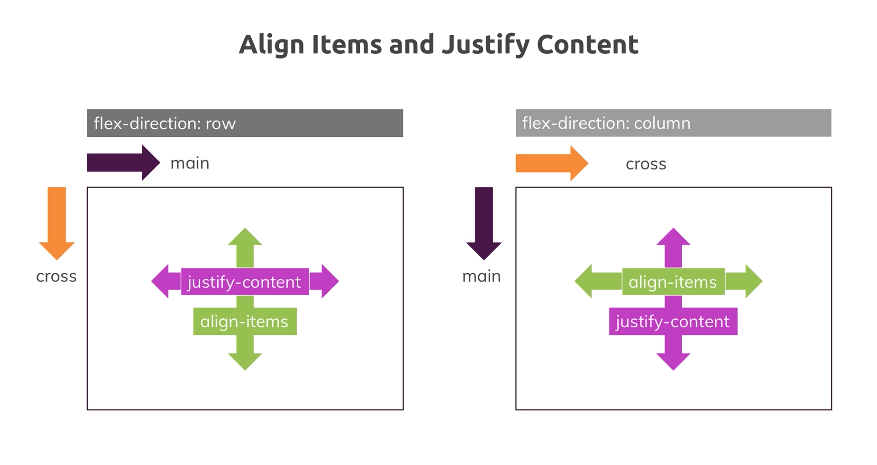 Align Items and Justify Content
flex-direction: row
main
cross
justify-content
align-items
flex-direction: column
cross
main
align-items
justify-content